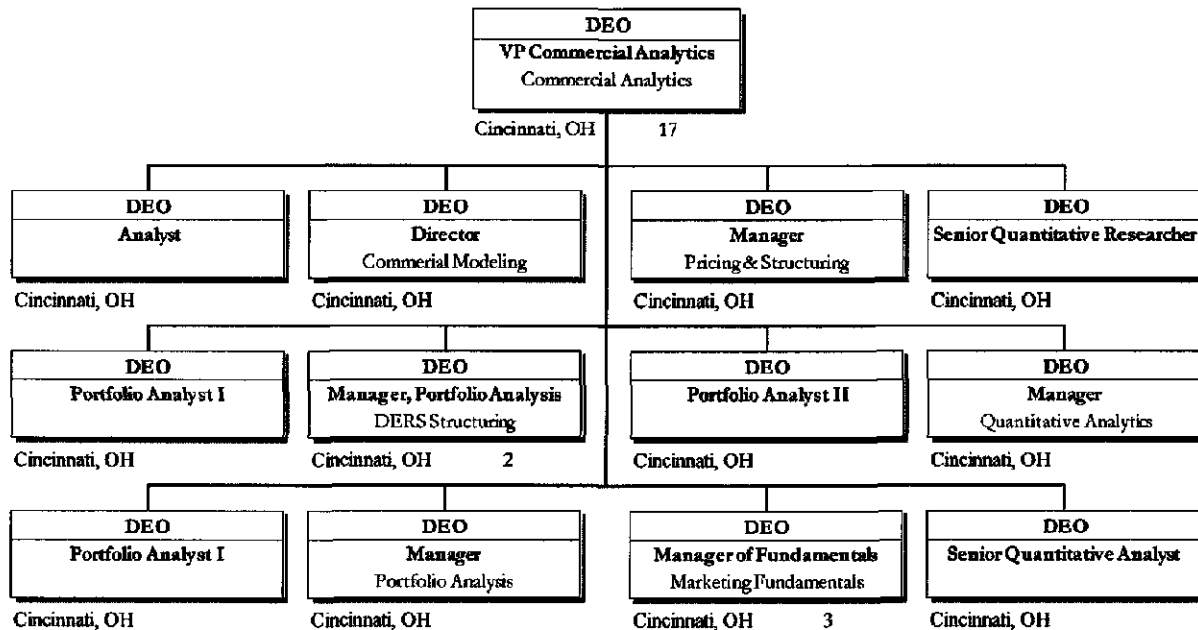 DEO
VP Commercial Analytics
Commercial Analytics
Cincinnati, OH 17
DEO
Analyst
Cincinnati, OH
DEO
Director
Commerial Modeling
Cincinnati, OH
DEO
Manager
Pricing & Structuring
Cincinnati, OH
DEO
Senior Quantitative Researcher
Cincinnati, OH
DEO
Portfolio Analyst I
Cincinnati, OH
DEO
Manager, Portfolio Analysis
DERS Structuring
Cincinnati, OH 2
DEO
Portfolio Analyst II
Cincinnati, OH
DEO
Manager
Quantitative Analytics
Cincinnati, OH
DEO
Portfolio Analyst I
Cincinnati, OH
DEO
Manager
Portfolio Analysis
Cincinnati, OH
DEO
Manager of Fundamentals
Marketing Fundamentals
Cincinnati, OH 3
DEO
Senior Quantitative Analyst
Cincinnati, OH